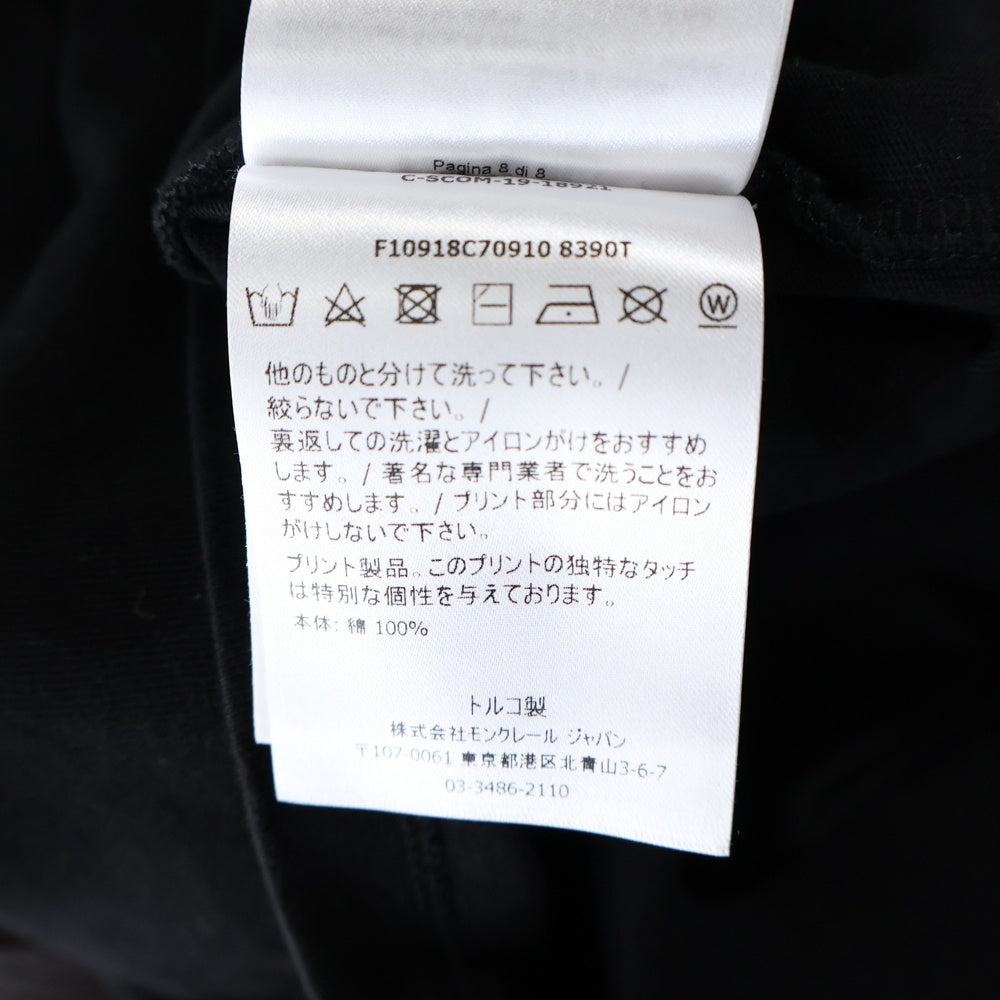 Pagina 8 di 8
C-SCOM-19-18921
F10918C70910 8390T
W
他のものと分けて洗って下さい。/
絞らないで下さい。/
裏返しての洗濯とアイロンがけをおすすめ
します。/ 著名な専門業者で洗うことをお
すすめします、/ プリント部分にはアイロン
がけしないで下さい。
プリント製品。このプリントの独特なタッチ
は特別な個性を与えております。
本体: 綿 100%
トルコ製
株式会社モンクレール ジャパン
〒107-0061 東京都港区北青山3-6-7
03-3486-2110